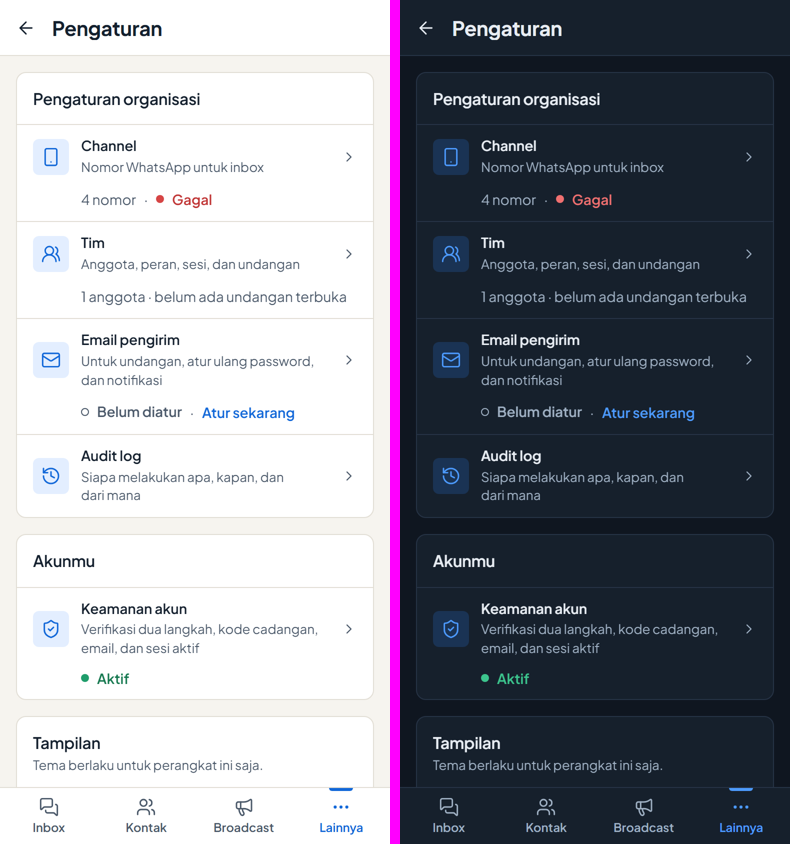 Pengaturan
Pengaturan organisasi
Channel
Nomor WhatsApp untuk inbox
4 nomor · Gagal
Tim
Anggota, peran, sesi, dan undangan
1 anggota · belum ada undangan terbuka
Email pengirim
Untuk undangan, atur ulang password,
dan notifikasi
Belum diatur · Atur sekarang
Audit log
Siapa melakukan apa, kapan, dan
dari mana
Akunmu
Keamanan akun
Verifikasi dua langkah, kode cadangan,
email, dan sesi aktif
Aktif
Tampilan
Tema berlaku untuk perangkat ini saja.
Inbox
Kontak
Broadcast
Lainnya
Pengaturan
Pengaturan organisasi
Channel
Nomor WhatsApp untuk inbox
4 nomor · Gagal
Tim
Anggota, peran, sesi, dan undangan
1 anggota · belum ada undangan terbuka
Email pengirim
Untuk undangan, atur ulang password,
dan notifikasi
Belum diatur · Atur sekarang
Audit log
Siapa melakukan apa, kapan, dan
dari mana
Akunmu
Keamanan akun
Verifikasi dua langkah, kode cadangan,
email, dan sesi aktif
Aktif
Tampilan
Tema berlaku untuk perangkat ini saja.
Inbox
Kontak
Broadcast
Lainnya